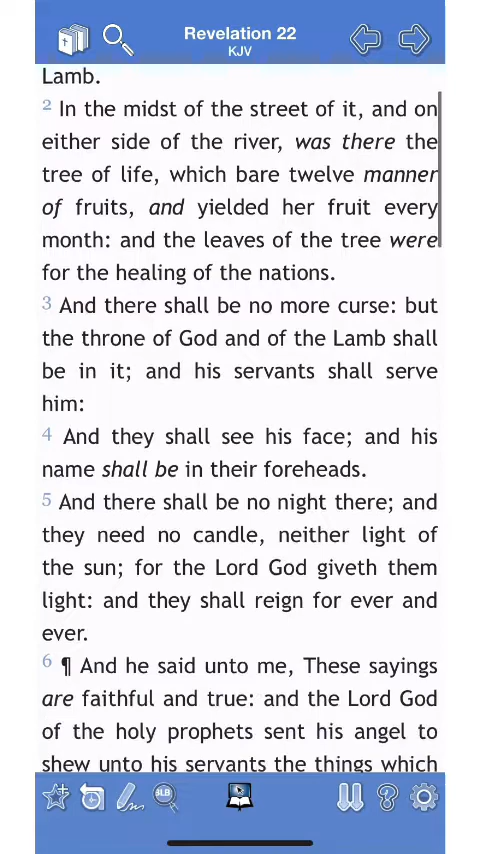 Revelation 22
KJV
Lamb.
2 In the midst of the street of it, and on
either side of the river, was there the
tree of life, which bare twelve manner
of fruits, and yielded her fruit every
month: and the leaves of the tree were
for the healing of the nations.
3 And there shall be no more curse: but
the throne of God and of the Lamb shall
be in it; and his servants shall serve
him:
4 And they shall see his face; and his
name shall be in their foreheads.
5 And there shall be no night there; and
they need no candle, neither light of
the sun; for the Lord God giveth them
light: and they shall reign for ever and
ever.
6 ¶ And he said unto me, These sayings
are faithful and true: and the Lord God
of the holy prophets sent his angel to
shew unto his servants the things which
BLB